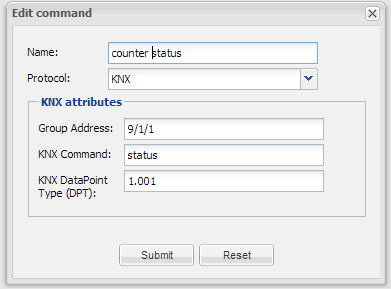 Edit command
Name: counter status
Protocol: KNX
KNX attributes
Group Address: 9/1/1
KNX Command: status
KNX DataPoint
Type (DPT): 1.001
Submit Reset